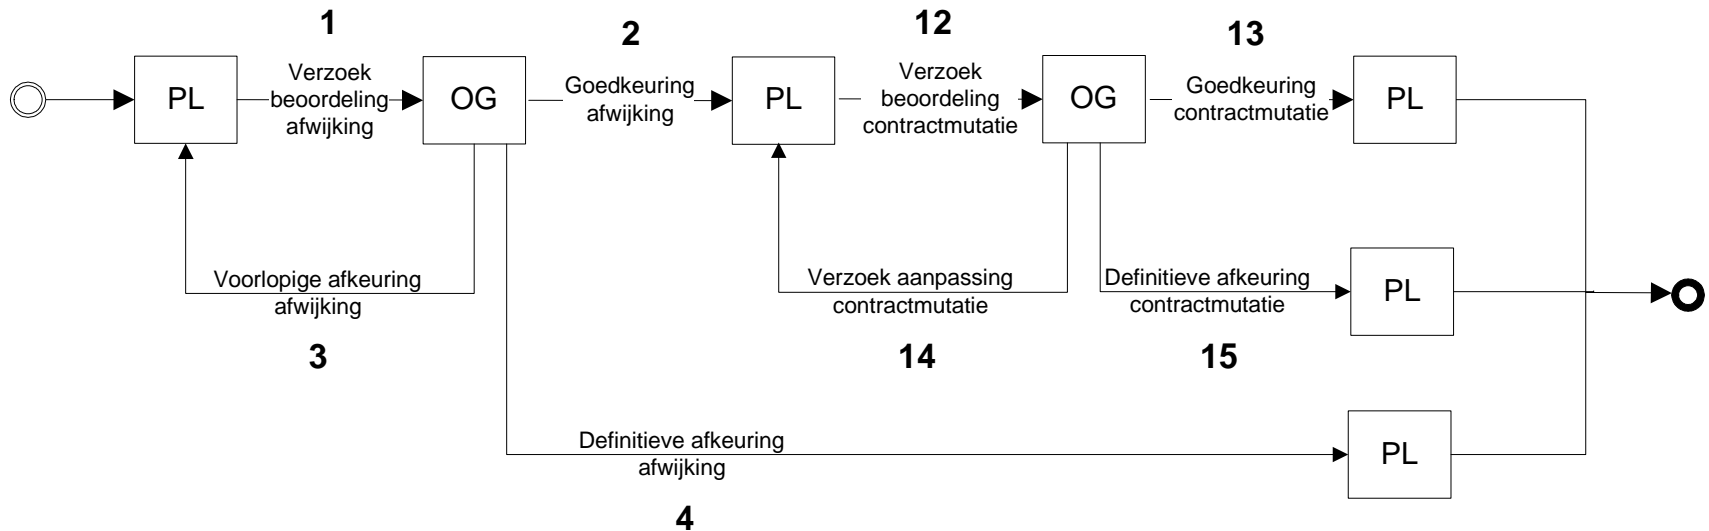 1
2
12
13
PL
Verzoek
beoordeling
afwijking
OG
Goedkeuring
afwijking
PL
Verzoek
beoordeling
contractmutatie
OG
Goedkeuring
contractmutatie
PL
Voorlopige afkeuring
afwijking
3
Verzoek aanpassing
contractmutatie
14
Definitieve afkeuring
contractmutatie
15
PL
Definitieve afkeuring
afwijking
4
PL